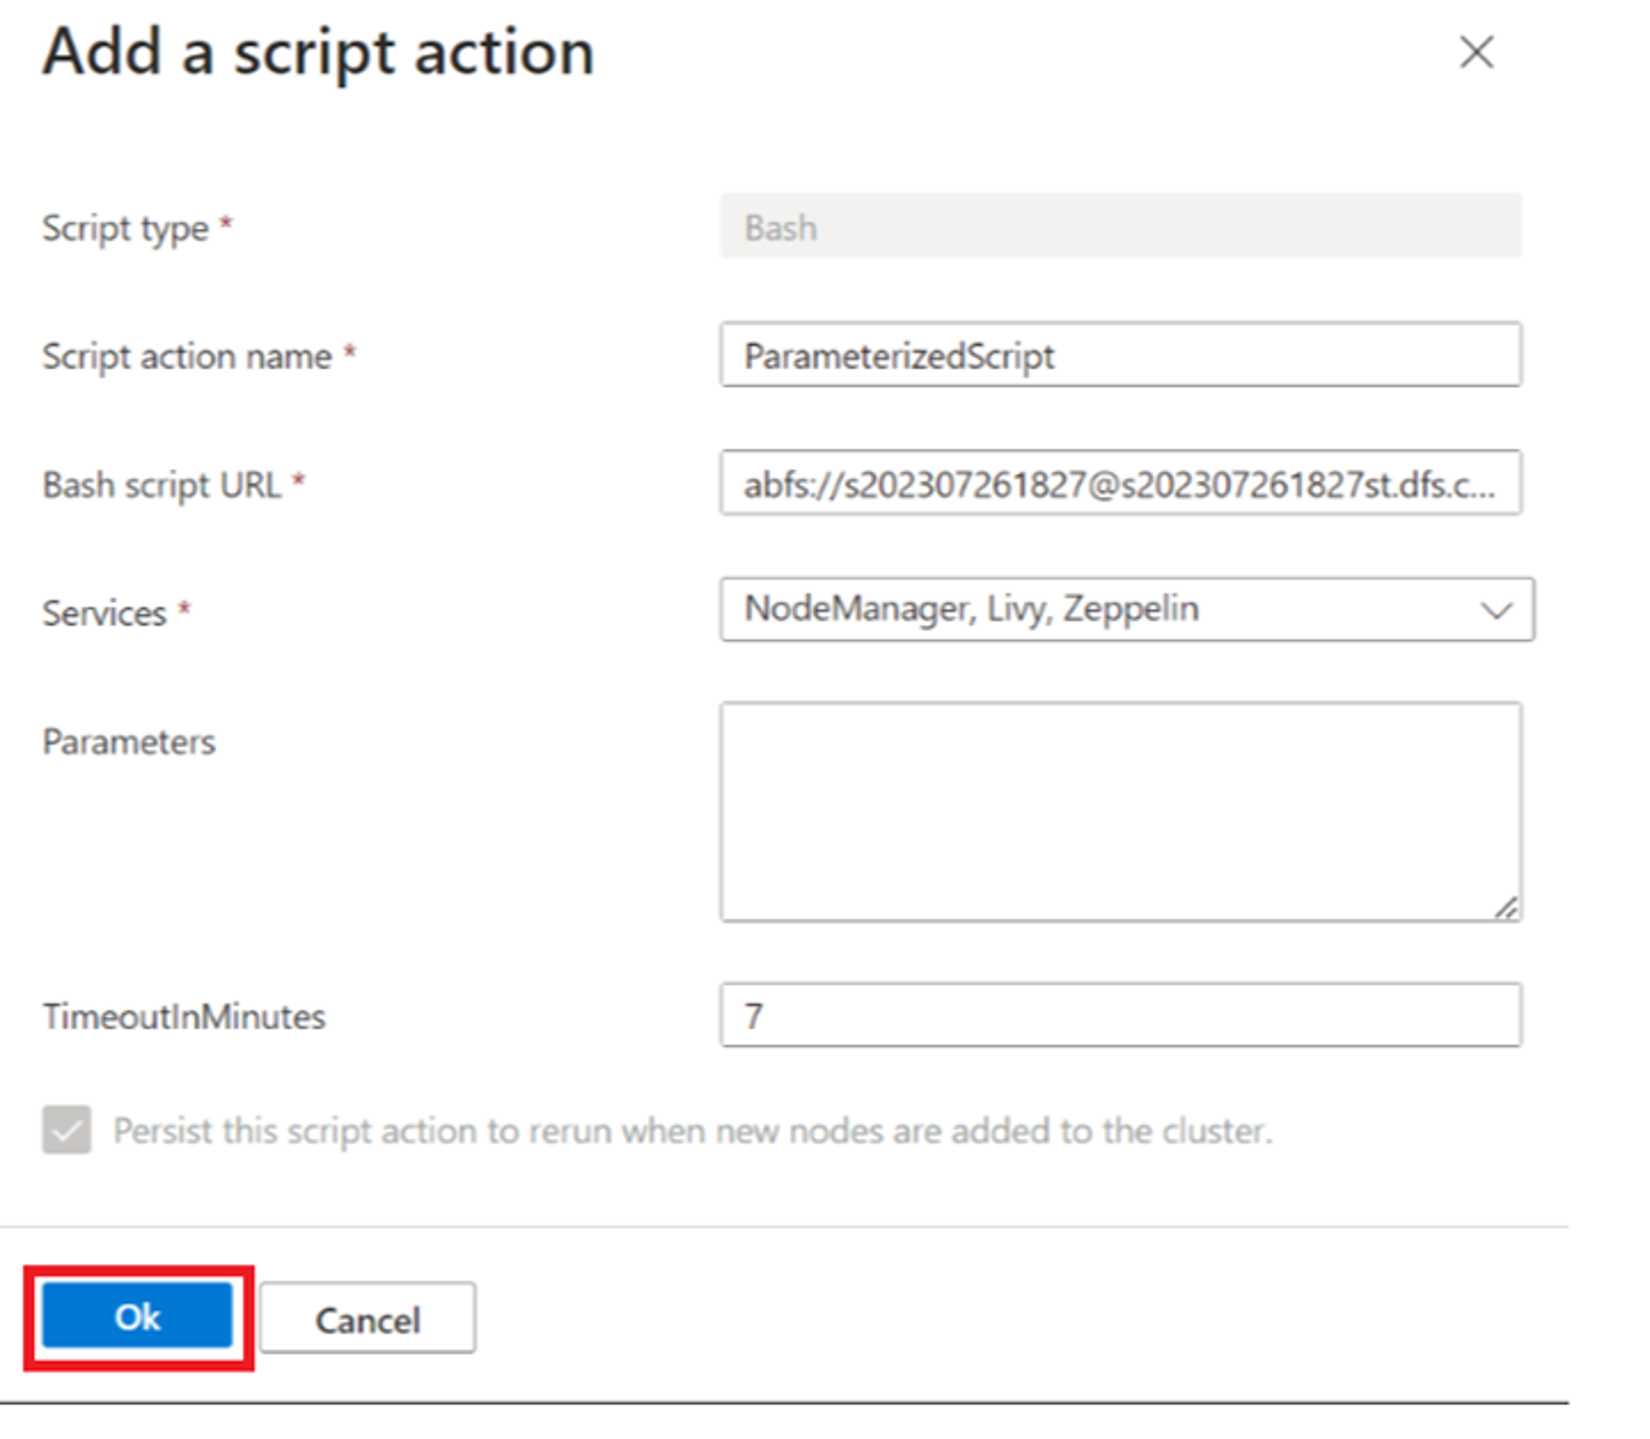 Add a script action
Script type *
Bash
Script action name *
ParameterizedScript
Bash script URL *
abfs://s202307261827@s202307261827st.dfs.c...
Services *
NodeManager, Livy, Zeppelin
Parameters
TimeoutInMinutes
7
Persist this script action to rerun when new nodes are added to the cluster.
Ok
Cancel